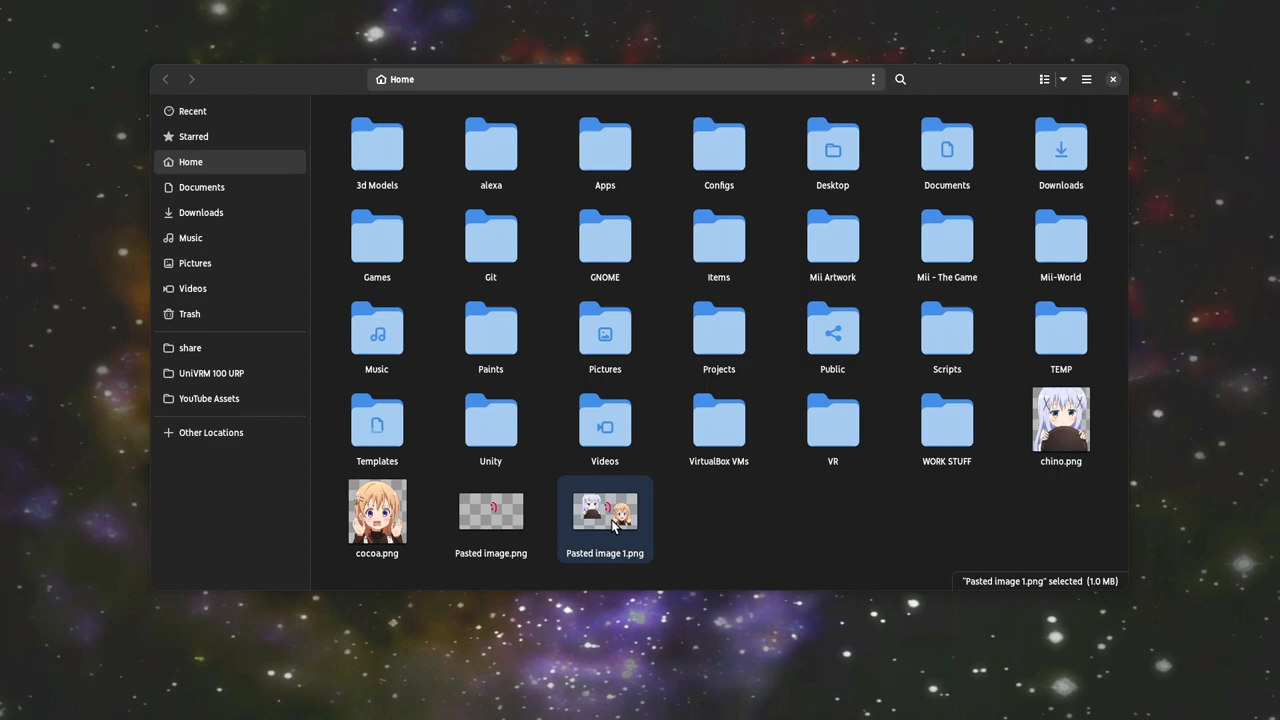 Home
Recent
Starred
Home
Documents
Downloads
Music
Pictures
Videos
Trash
share
UniVRM 100 URP
YouTube Assets
Other Locations
3d Models alexa Apps Configs Desktop Documents Downloads
Games Git GNOME Items Mii Artwork Mii - The Game Mii-World
Music Paints Pictures Projects Public Scripts TEMP
Templates Unity Videos VirtualBox VMs VR WORK STUFF chino.png
cocoa.png Pasted image.png Pasted image 1.png
"Pasted image 1.png" selected (1.0 MB)